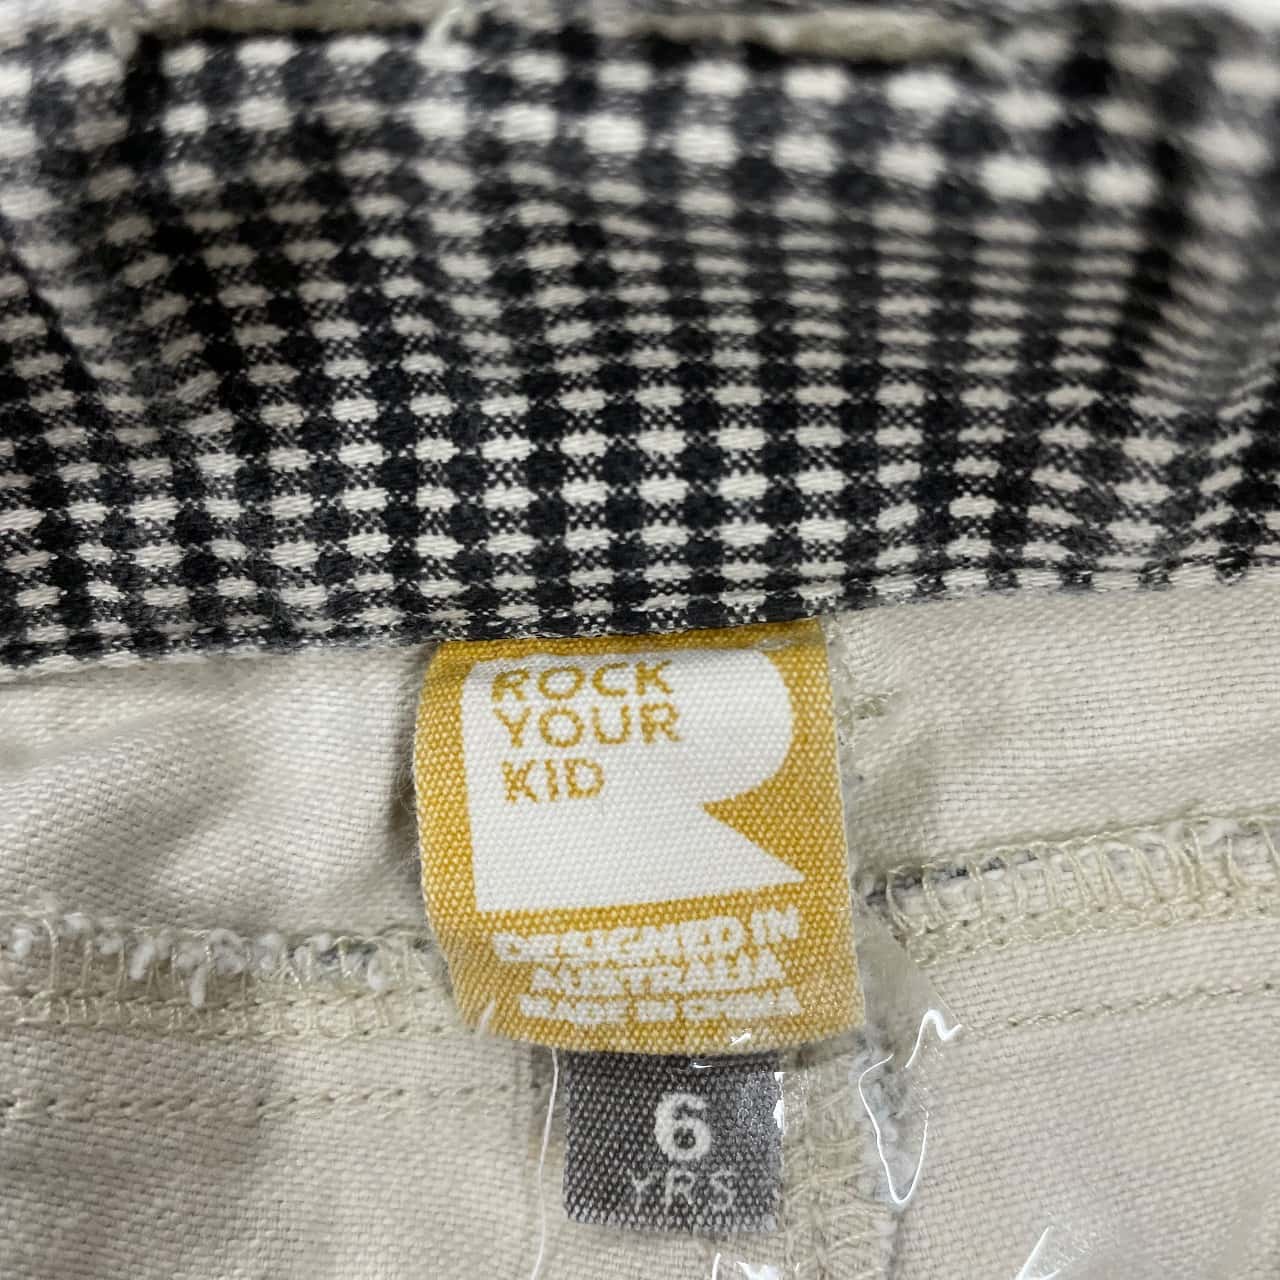 ROCK
YOUR
KID
DESIGNED IN
AUSTRALIA
MADE IN CHINA
6
YRS